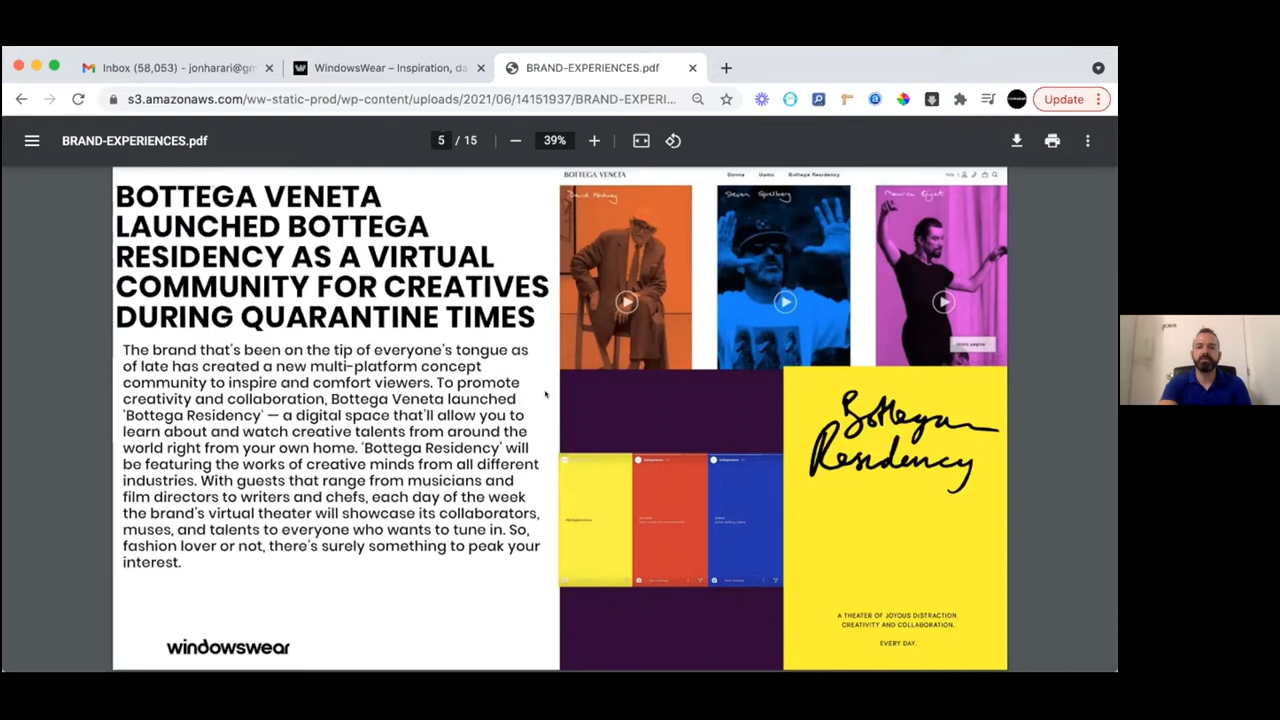 Inbox (58,053) - jonharari@gm
WindowsWear – Inspiration, da
BRAND-EXPERIENCES.pdf
s3.amazonaws.com/ww-static-prod/wp-content/uploads/2021/06/14151937/BRAND-EXPERI...
Update
BRAND-EXPERIENCES.pdf
5 / 15
39%
BOTTEGA VENETA
LAUNCHED BOTTEGA
RESIDENCY AS A VIRTUAL
COMMUNITY FOR CREATIVES
DURING QUARANTINE TIMES
The brand that's been on the tip of everyone's tongue as
of late has created a new multi-platform concept
community to inspire and comfort viewers. To promote
creativity and collaboration, Bottega Veneta launched
'Bottega Residency' — a digital space that'll allow you to
learn about and watch creative talents from around the
world right from your own home. 'Bottega Residency' will
be featuring the works of creative minds from all different
industries. With guests that range from musicians and
film directors to writers and chefs, each day of the week
the brand's virtual theater will showcase its collaborators,
muses, and talents to everyone who wants to tune in. So,
fashion lover or not, there's surely something to peak your
interest.
windowswear
BOTTEGA VENETA
Donna Uomo Bottega Residency
Steven Spielberg
Bottega
Residency
A THEATER OF JOYOUS DISTRACTION.
CREATIVITY AND COLLABORATION.
EVERY DAY.